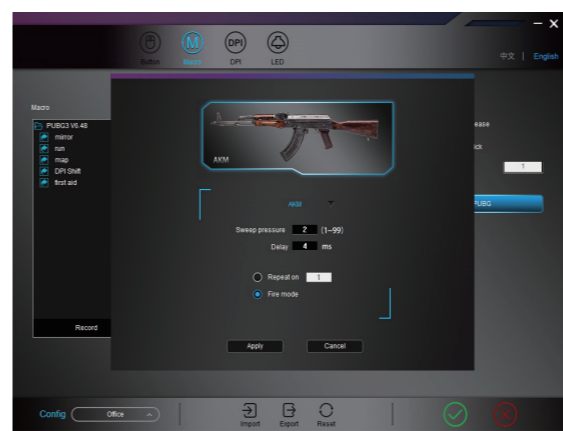 Button
Macro
DPI
DPI
LED
中文 | English
Macro
PUBG3 V6.48
mirror
run
map
DPI Shift
first aid
Record
AKM
AKM
Sweep pressure 2 (1~99)
Delay 4 ms
Repeat on 1
Fire mode
Apply
Cancel
ease
ick
1
PUBG
Config
Office
Import
Export
Reset